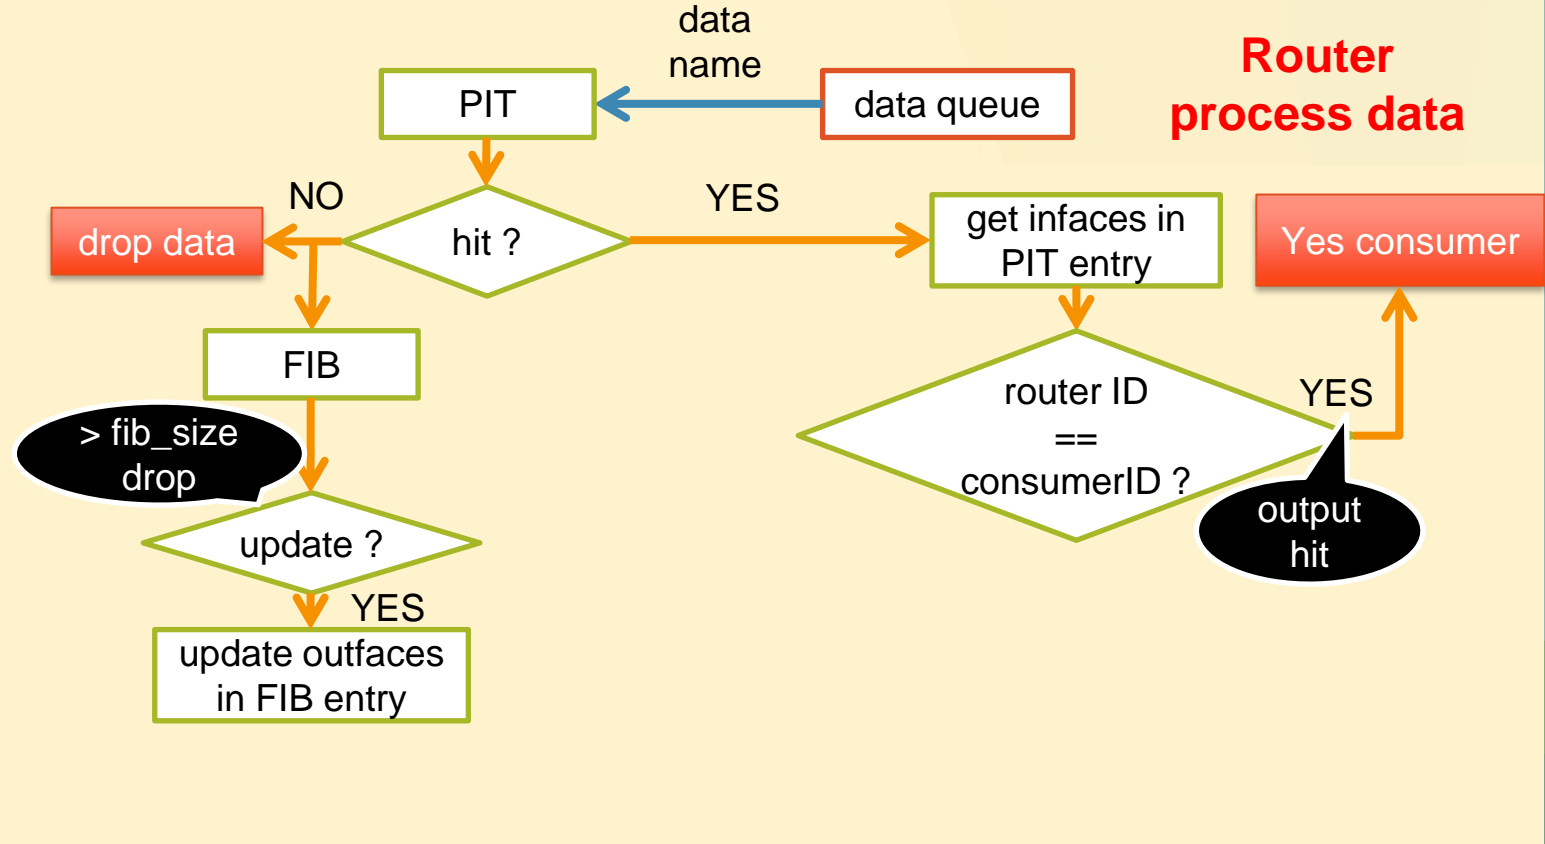 data
name
Router
process data
PIT
data queue
NO
YES
drop data
hit ?
get infaces in
PIT entry
Yes consumer
FIB
router ID
==
consumerID ?
YES
> fib_size
drop
output
hit
update ?
YES
update outfaces
in FIB entry